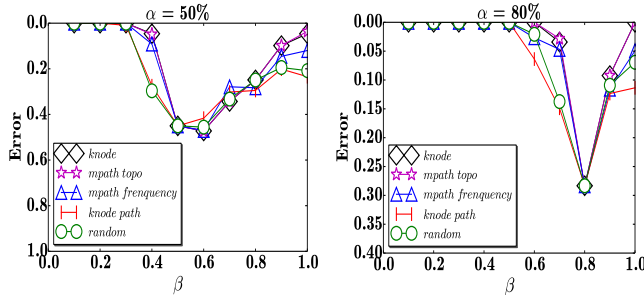 α = 50%
Error
0.0
0.2
0.4
0.6
0.8
1.0
knode
mpath topo
mpath frenquency
knode path
random
0.0 0.2 0.4 0.6 0.8 1.0
β
α = 80%
Error
0.00
0.05
0.10
0.15
0.20
0.25
0.30
0.35
0.40
knode
mpath topo
mpath frenquency
knode path
random
0.0 0.2 0.4 0.6 0.8 1.0
β